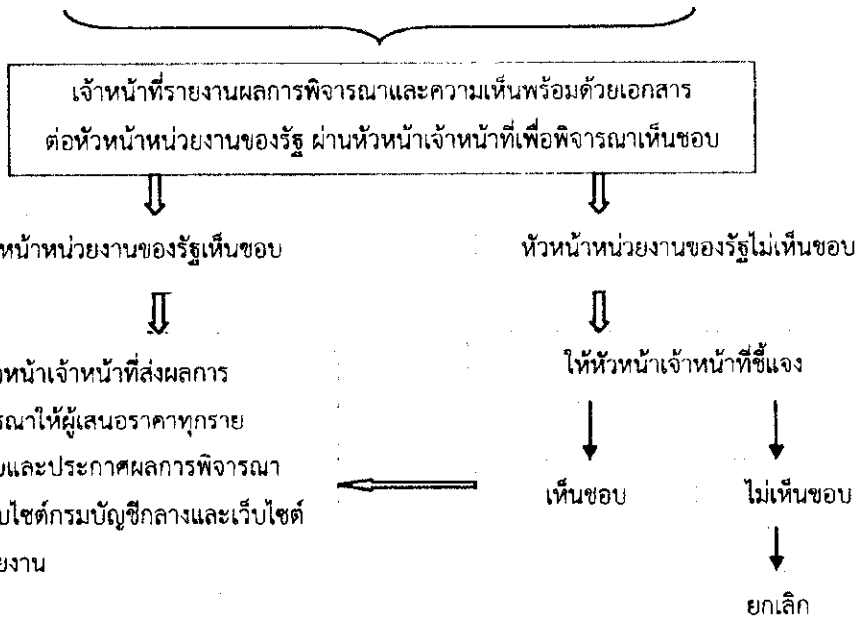 เจ้าหน้าที่รายงานผลการพิจารณาและความเห็นพร้อมด้วยเอกสาร
ต่อหัวหน้าหน่วยงานของรัฐ ผ่านหัวหน้าเจ้าหน้าที่เพื่อพิจารณาเห็นชอบ
หน้าหน่วยงานของรัฐเห็นชอบ
หัวหน้าหน่วยงานของรัฐไม่เห็นชอบ
หน้าเจ้าหน้าที่ส่งผลการ
รณาให้ผู้เสนอราคาทุกราย
และประกาศผลการพิจารณา
บไซต์กรมบัญชีกลางและเว็บไซต์
ยงาน
ให้หัวหน้าเจ้าหน้าที่ชี้แจง
เห็นชอบ
ไม่เห็นชอบ
ยกเลิก